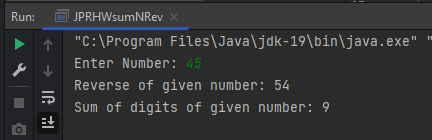 Run: JPRHWsumNRev ×
"C:\Program Files\Java\jdk-19\bin\java.exe" "
Enter Number: 45
Reverse of given number: 54
Sum of digits of given number: 9